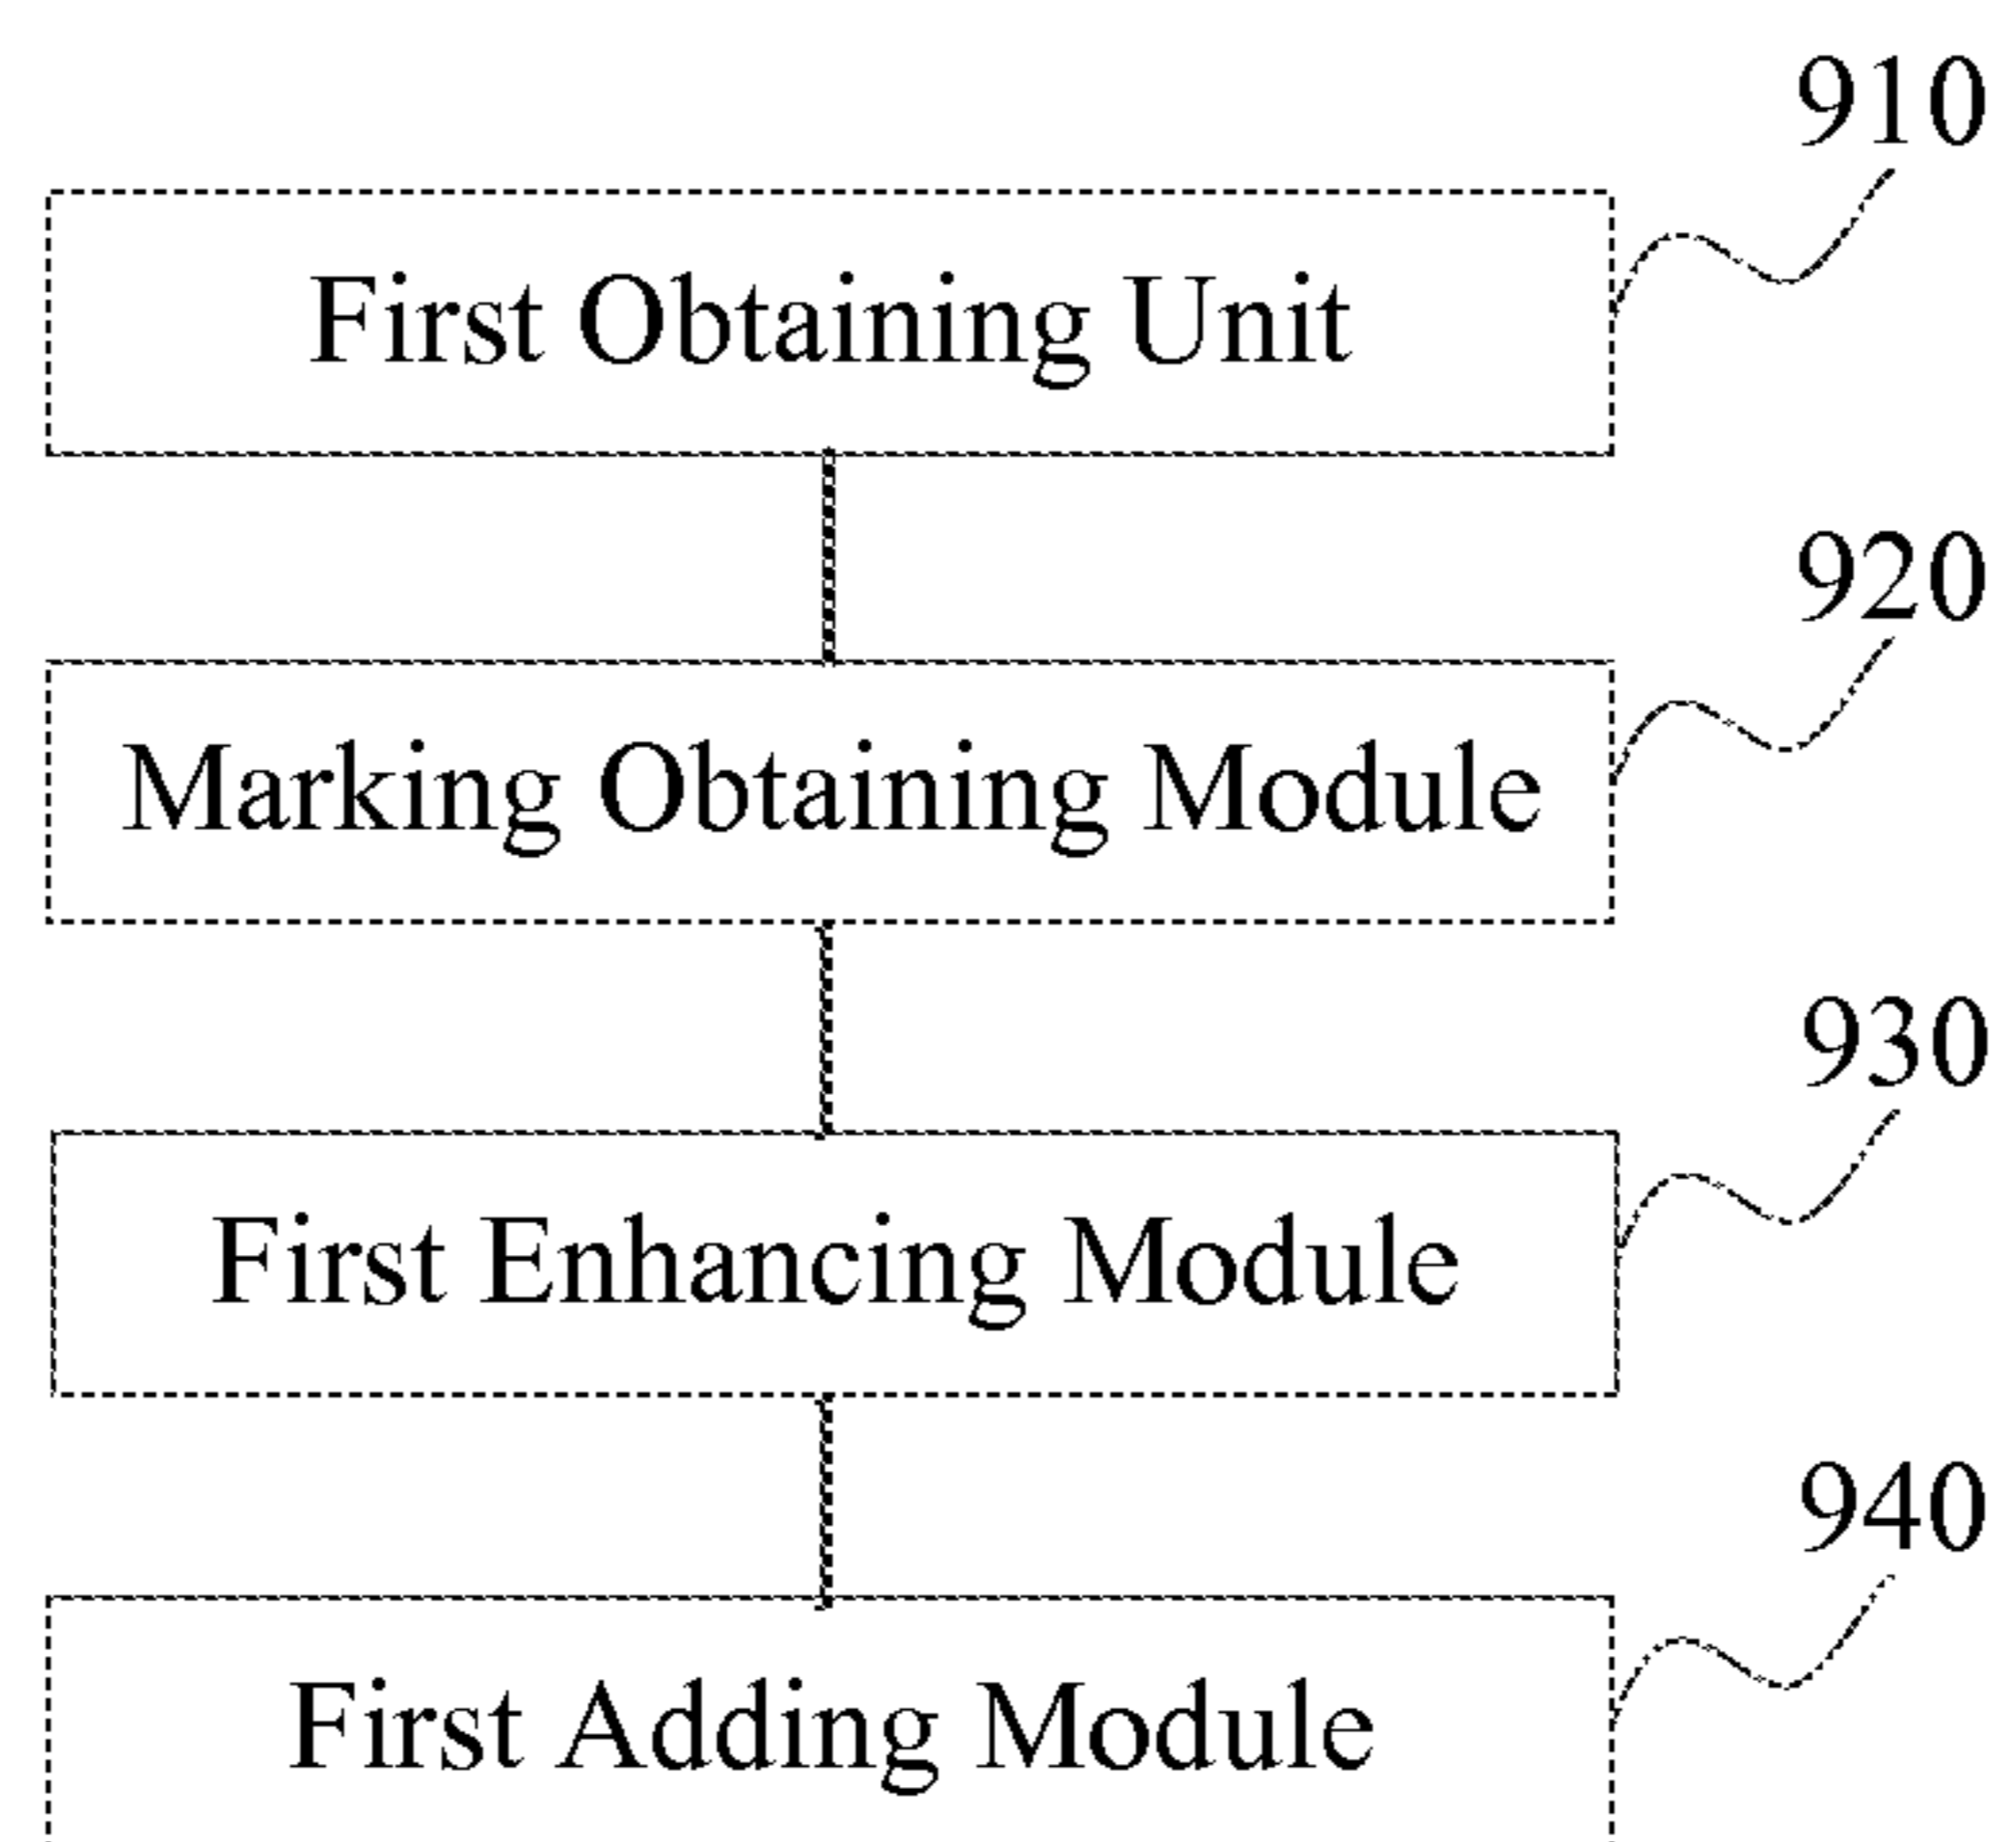 910
First Obtaining Unit
920
Marking Obtaining Module
930
First Enhancing Module
940
First Adding Module